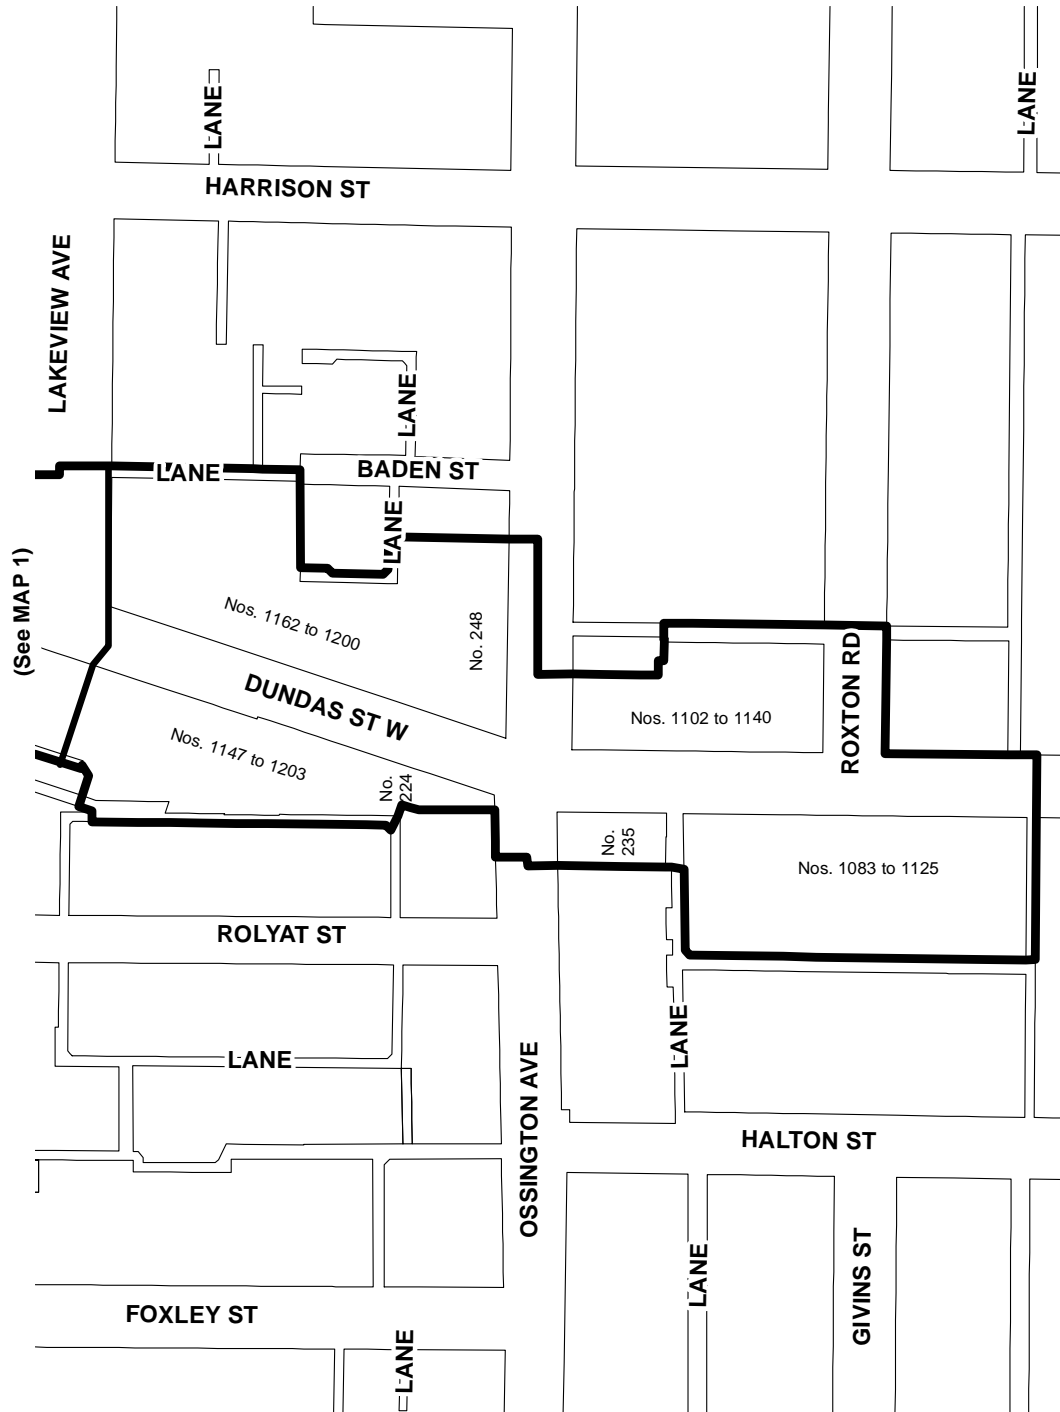 LANE
LANE
HARRISON ST
LAKEVIEW AVE
LANE
LANE
BADEN ST
LANE
(See MAP 1)
Nos. 1162 to 1200
No. 248
DUNDAS ST W
ROXTON RD
Nos. 1102 to 1140
Nos. 1147 to 1203
No.
224
No.
235
Nos. 1083 to 1125
ROLYAT ST
LANE
LANE
OSSINGTON AVE
HALTON ST
LANE
GIVINS ST
FOXLEY ST
LANE